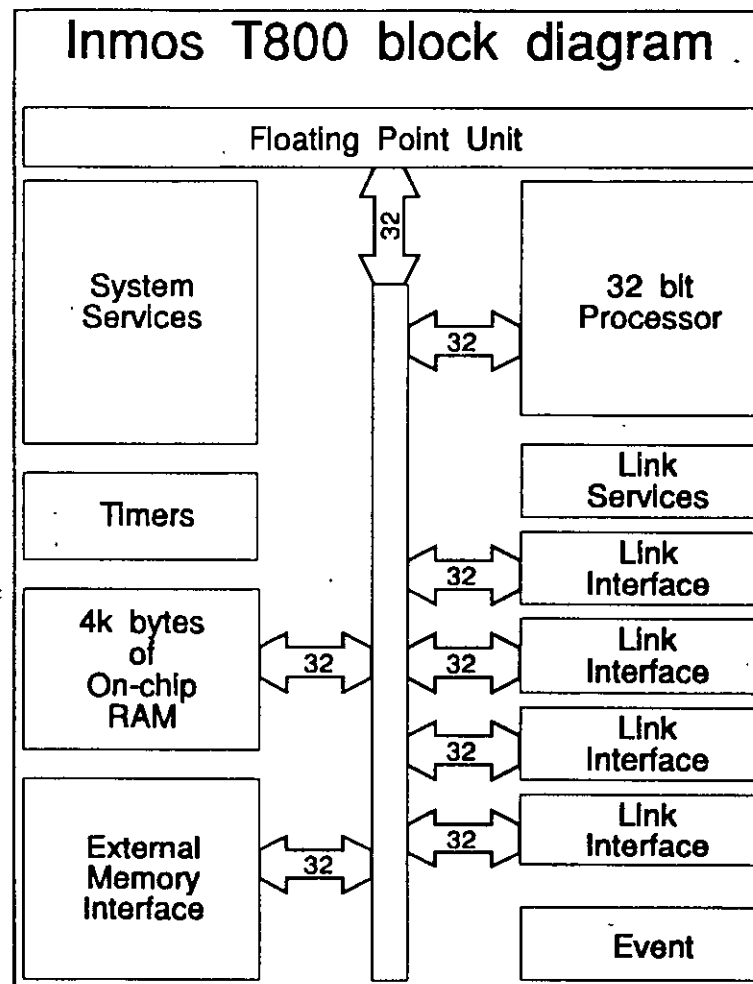 Inmos T800 block diagram
Floating Point Unit
32
System
Services
32 bit
Processor
32
Link
Services
Timers
32
Link
Interface
4k bytes
of
On-chip
RAM
32
32
Link
Interface
32
Link
Interface
External
Memory
Interface
32
32
Link
Interface
Event